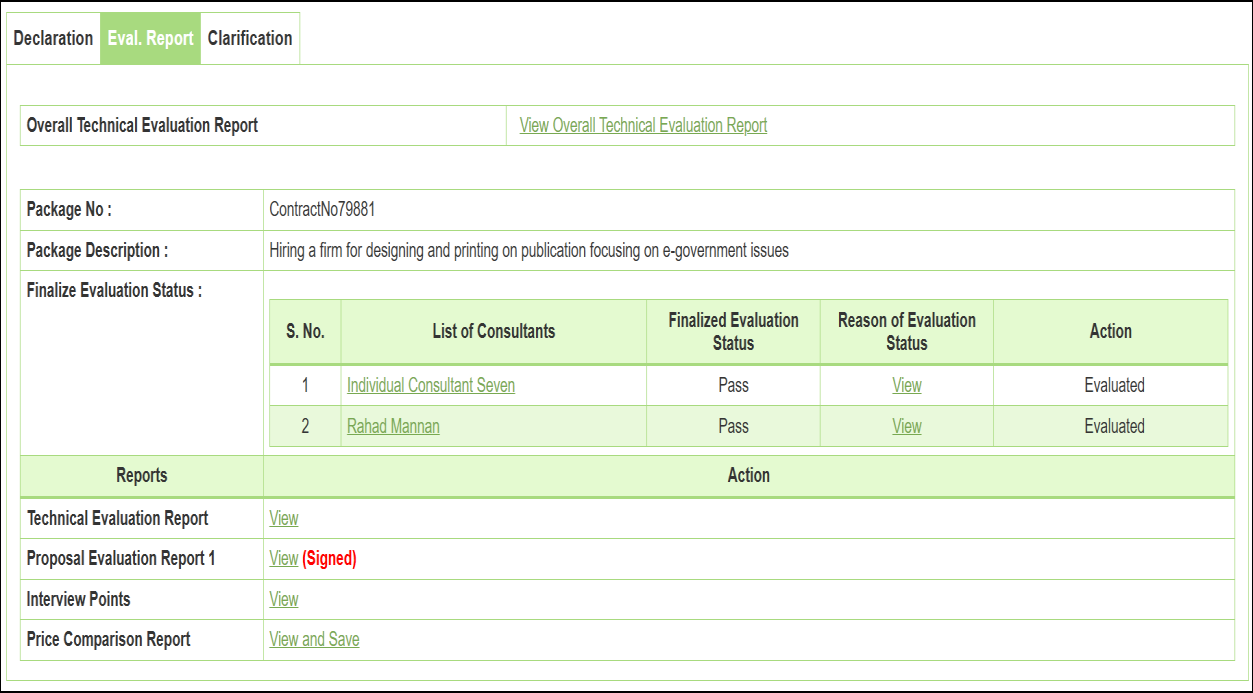 Declaration Eval. Report Clarification
Overall Technical Evaluation Report View Overall Technical Evaluation Report
Package No : ContractNo79881
Package Description : Hiring a firm for designing and printing on publication focusing on e-government issues
Finalize Evaluation Status :
S. No. List of Consultants Finalized Evaluation Status Reason of Evaluation Status Action
1 Individual Consultant Seven Pass View Evaluated
2 Rahad Mannan Pass View Evaluated
Reports Action
Technical Evaluation Report View
Proposal Evaluation Report 1 View (Signed)
Interview Points View
Price Comparison Report View and Save